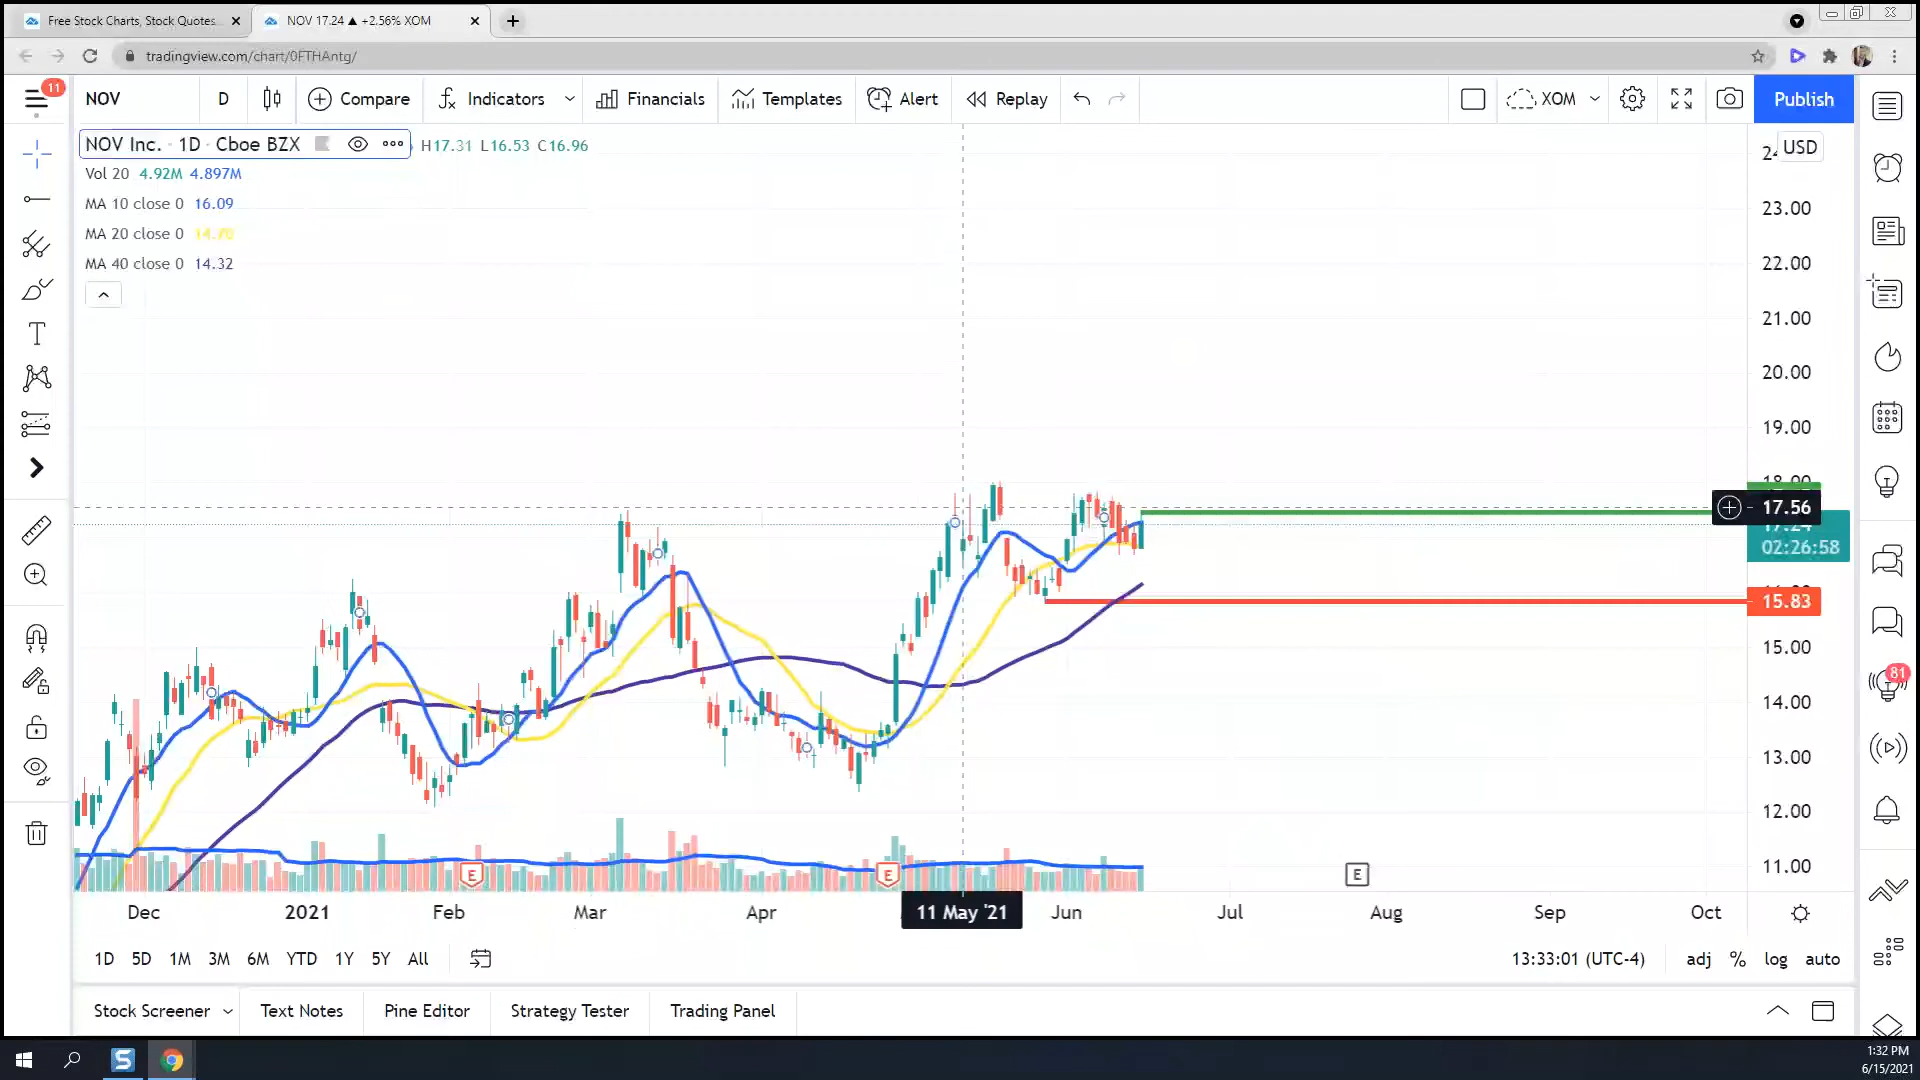 Free Stock Charts, Stock Quotes
NOV 17.24 ▲ +2.56% XOM
tradingview.com/chart/0FTHAntg/
11
NOV
D
Compare
Indicators
Financials
Templates
Alert
Replay
XOM
Publish
NOV Inc. · 1D · Cboe BZX
H17.31 L16.53 C16.96
Vol 20 4.92M 4.897M
MA 10 close 0 16.09
MA 20 close 0
MA 40 close 0 14.32
USD
23.00
22.00
21.00
20.00
19.00
17.56
17.24
02:26:58
15.83
15.00
14.00
13.00
12.00
11.00
81
E
E
E
Dec
2021
Feb
Mar
Apr
11 May '21
Jun
Jul
Aug
Sep
Oct
1D
5D
1M
3M
6M
YTD
1Y
5Y
All
13:33:01 (UTC-4)
adj
%
log
auto
Stock Screener
Text Notes
Pine Editor
Strategy Tester
Trading Panel
1:32 PM
6/15/2021